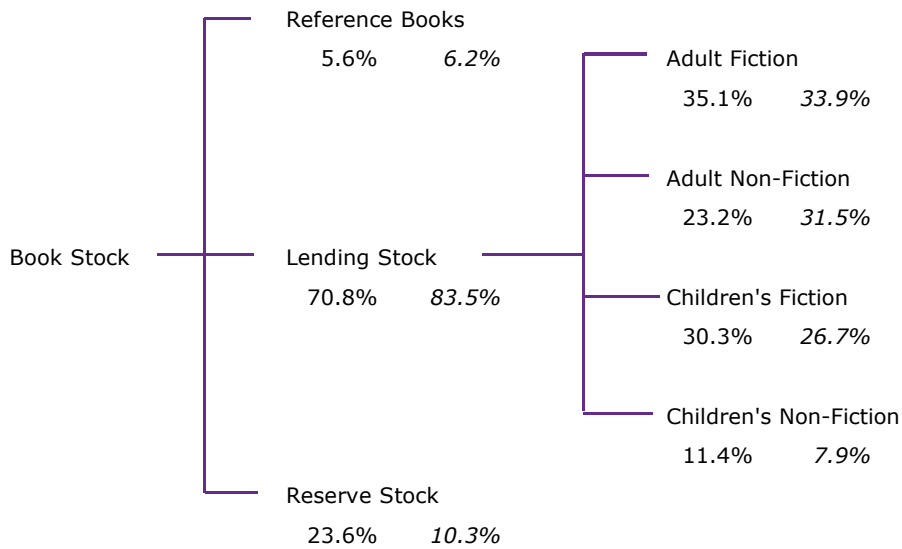 Reference Books
5.6% 6.2%
Adult Fiction
35.1% 33.9%
Adult Non-Fiction
23.2% 31.5%
Book Stock
Lending Stock
70.8% 83.5%
Children's Fiction
30.3% 26.7%
Children's Non-Fiction
11.4% 7.9%
Reserve Stock
23.6% 10.3%